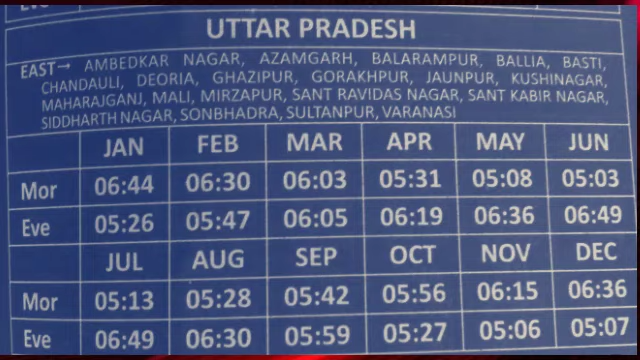 Eve
UTTAR PRADESH
EAST→ AMBEDKAR NAGAR, AZAMGARH, BALARAMPUR, BALLIA, BASTI,
CHANDAULI, DEORIA, GHAZIPUR, GORAKHPUR, JAUNPUR, KUSHINAGAR,
MAHARAJGANJ, MALI, MIRZAPUR, SANT RAVIDAS NAGAR, SANT KABIR NAGAR,
SIDDHARTH NAGAR, SONBHADRA, SULTANPUR, VARANASI
JAN FEB MAR APR MAY JUN
Mor 06:44 06:30 06:03 05:31 05:08 05:03
Eve 05:26 05:47 06:05 06:19 06:36 06:49
JUL AUG SEP OCT NOV DEC
Mor 05:13 05:28 05:42 05:56 06:15 06:36
Eve 06:49 06:30 05:59 05:27 05:06 05:07